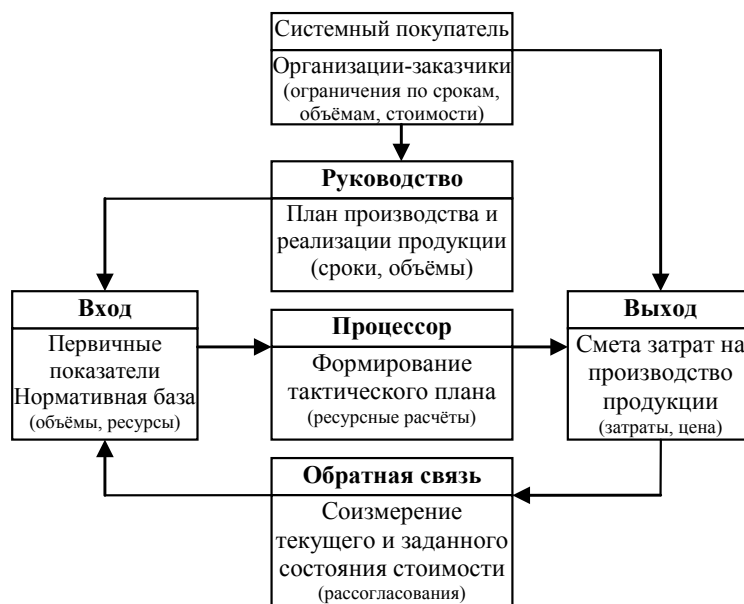 Системный покупатель
Организации-заказчики
(ограничения по срокам,
объёмам, стоимости)
Руководство
План производства и
реализации продукции
(сроки, объёмы)
Вход
Первичные
показатели
Нормативная база
(объёмы, ресурсы)
Процессор
Формирование
тактического плана
(ресурсные расчёты)
Выход
Смета затрат на
производство
продукции
(затраты, цена)
Обратная связь
Соизмерение
текущего и заданного
состояния стоимости
(рассогласования)